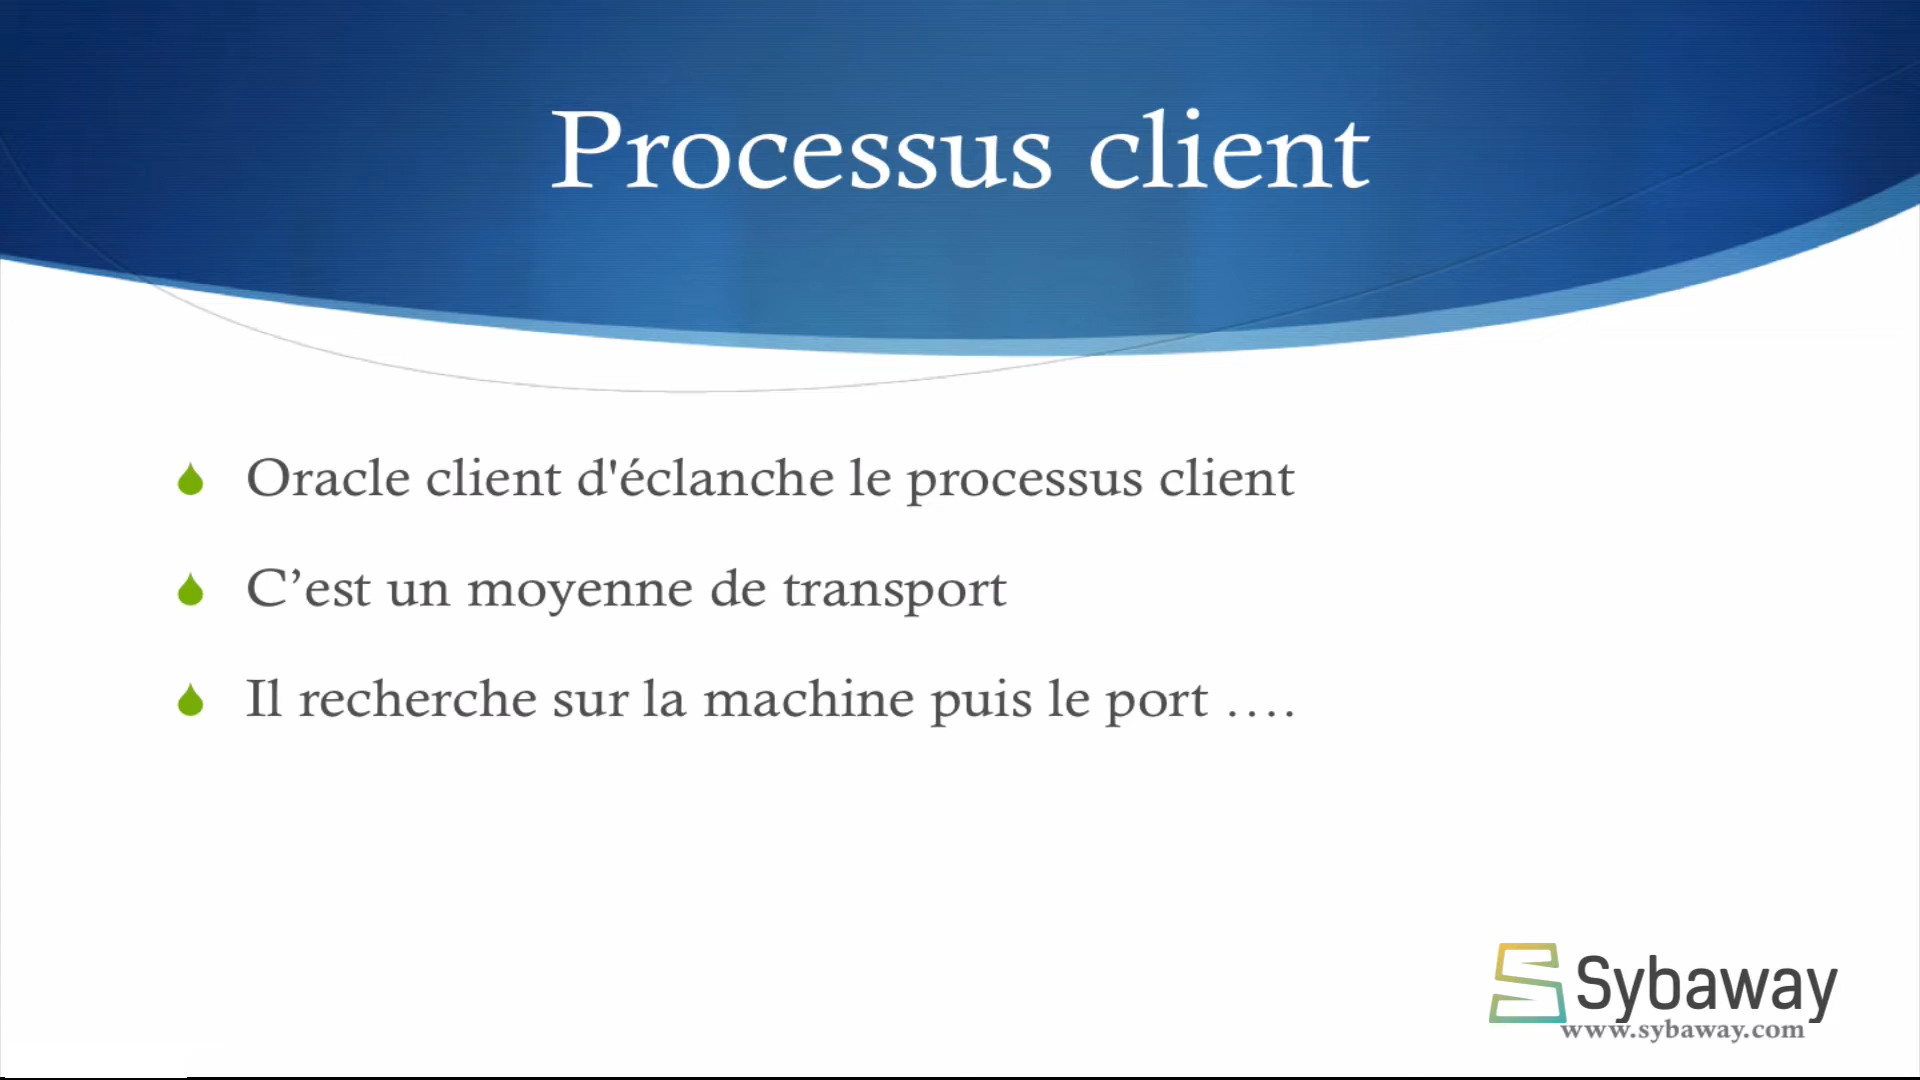 Processus client
Oracle client d'éclanche le processus client
C’est un moyenne de transport
Il recherche sur la machine puis le port ....
Sybaway
www.sybaway.com